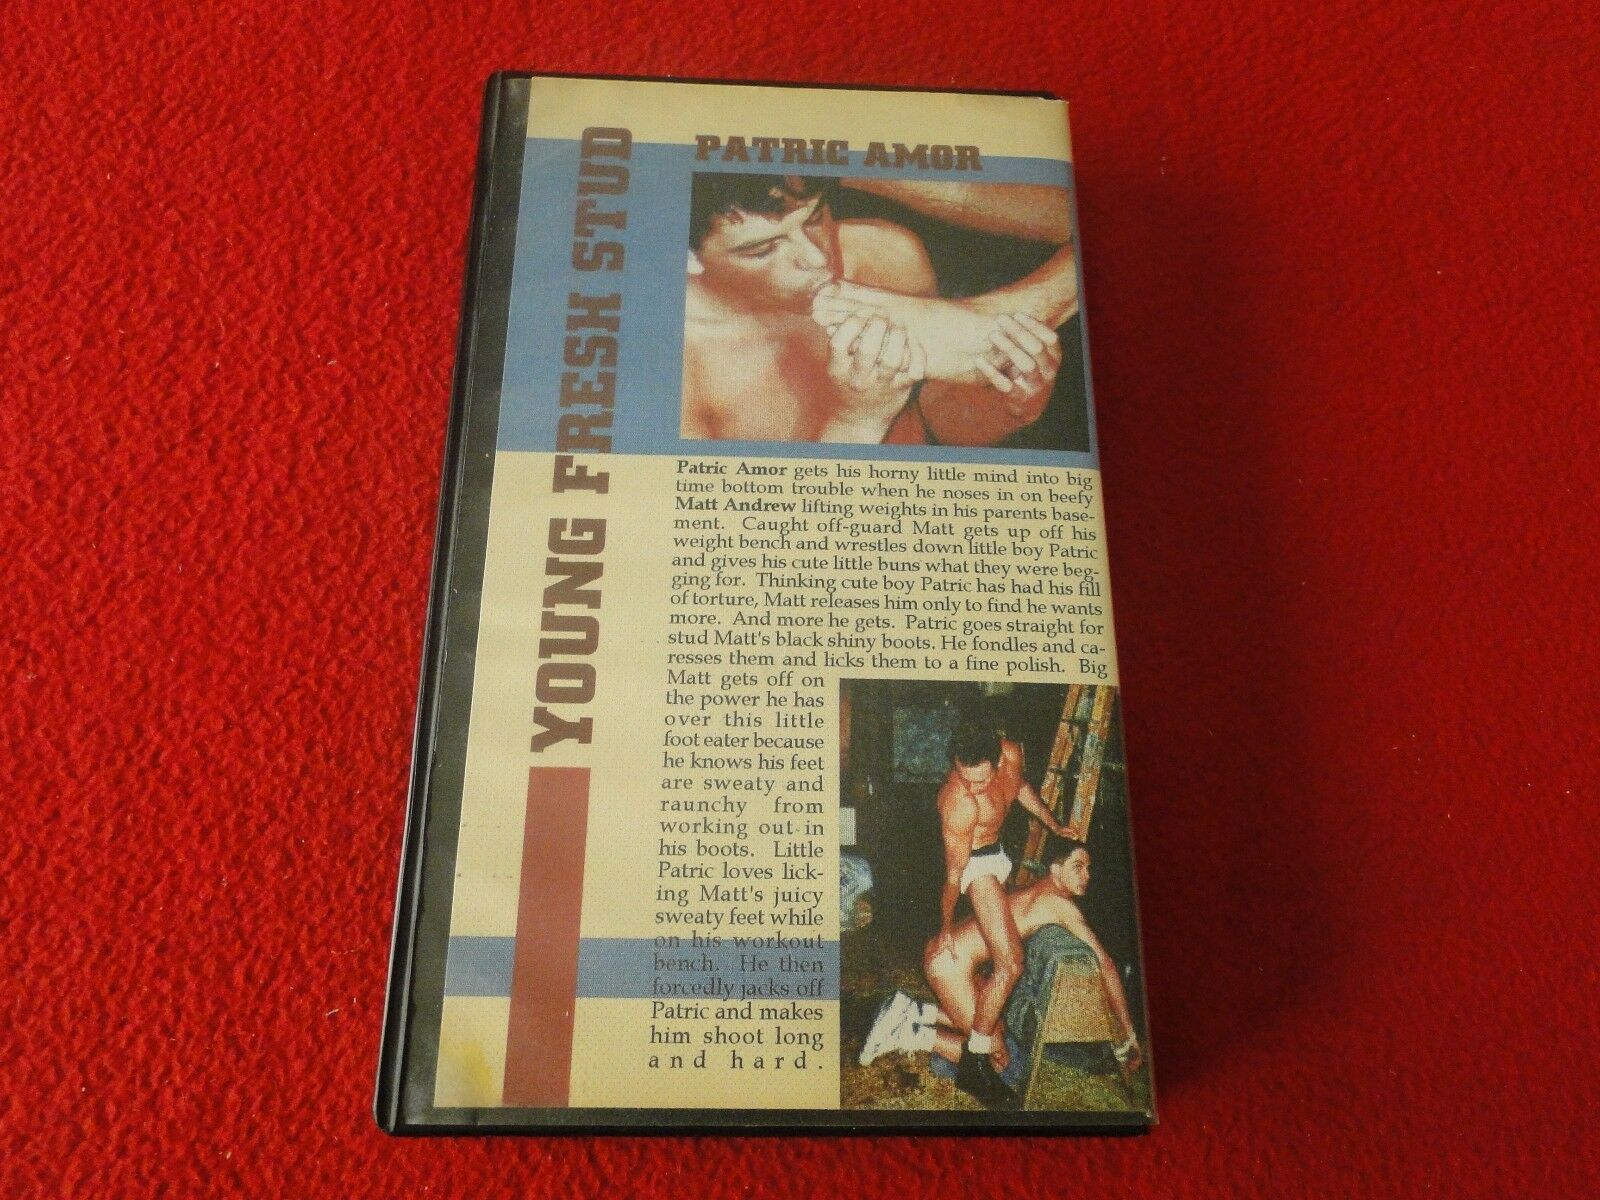 YOUNG FRESH STUD
PATRIC AMOR
Patric Amor gets his horny little mind into big
time bottom trouble when he noses in on beefy
Matt Andrew lifting weights in his parents base-
ment. Caught off-guard Matt gets up off his
weight bench and wrestles down little boy Patric
and gives his cute little buns what they were beg-
ging for. Thinking cute boy Patric has had his fill
of torture, Matt releases him only to find he wants
more. And more he gets. Patric goes straight for
stud Matt's black shiny boots. He fondles and ca-
resses them and licks them to a fine polish. Big
Matt gets off on
the power he has
over this little
foot eater because
he knows his feet
are sweaty and
raunchy from
working out in
his boots. Little
Patric loves lick-
ing Matt's juicy
sweaty feet while
on his workout
bench. He then
forcedly jacks off
Patric and makes
him shoot long
and hard.